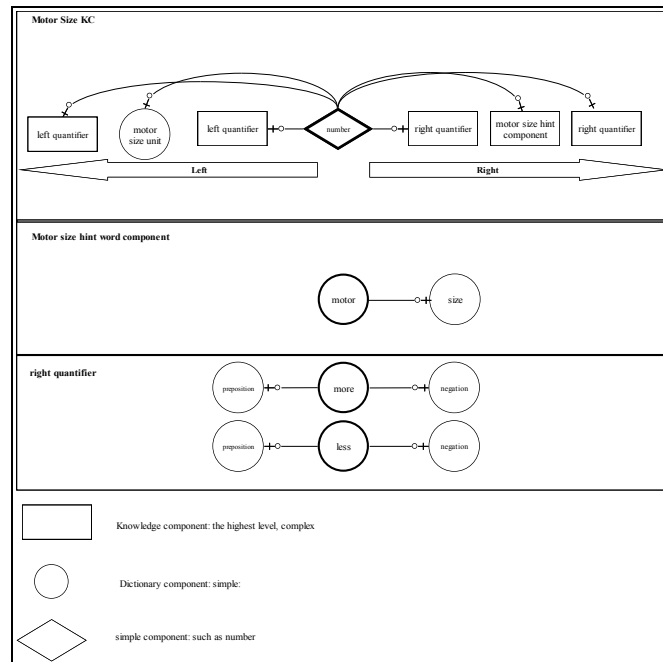 Motor Size KC
left quantifier
motor
size unit
left quantifier
number
right quantifier
motor size hint
component
right quantifier
Left
Right
Motor size hint word component
motor
size
right quantifier
preposition
more
negation
preposition
less
negation
Knowledge component: the highest level, complex
Dictionary component: simple:
simple component: such as number